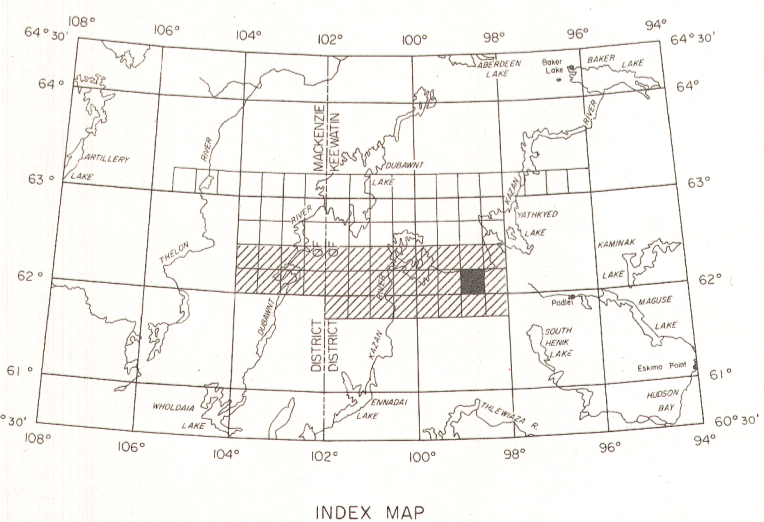 108°
106°
104°
102°
100°
98°
96°
94°
64° 30'
64° 30'
ABERDEEN
LAKE
Baker
Lake
BAKER
LAKE
64°
64°
RIVER
MACKENZIE
KEEWATIN
RIVER
ARTILLERY
LAKE
DUBAWNT
LAKE
63°
63°
KAZAN
RIVER
YATHKYED
LAKE
THELON
OF
OF
KAMINAK
LAKE
62°
62°
RIVER
Padlei
MAGUSE
LAKE
DUBAWNT
DISTRICT
DISTRICT
KAZAN
SOUTH
HENIK
LAKE
Eskimo Point
61°
61°
WHOLDAIA
LAKE
ENNADAI
LAKE
THLEWIAZA R.
HUDSON
BAY
30'
60° 30'
108°
106°
104°
102°
100°
98°
96°
94°
INDEX MAP